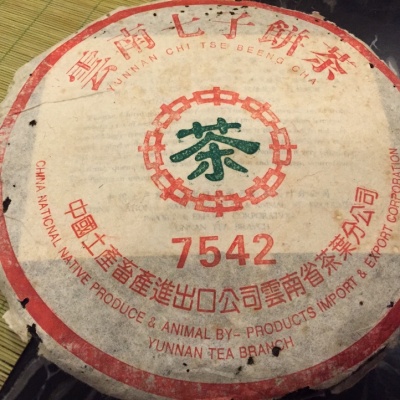 雲南七子餅茶
YUNNAN CHI TSE BEENG CHA
茶
7542
中國土產畜產進出口公司雲南省茶葉分公司
CHINA NATIONAL NATIVE PRODUCE & ANIMAL BY- PRODUCTS IMPORT & EXPORT CORPORATION
YUNNAN TEA BRANCH